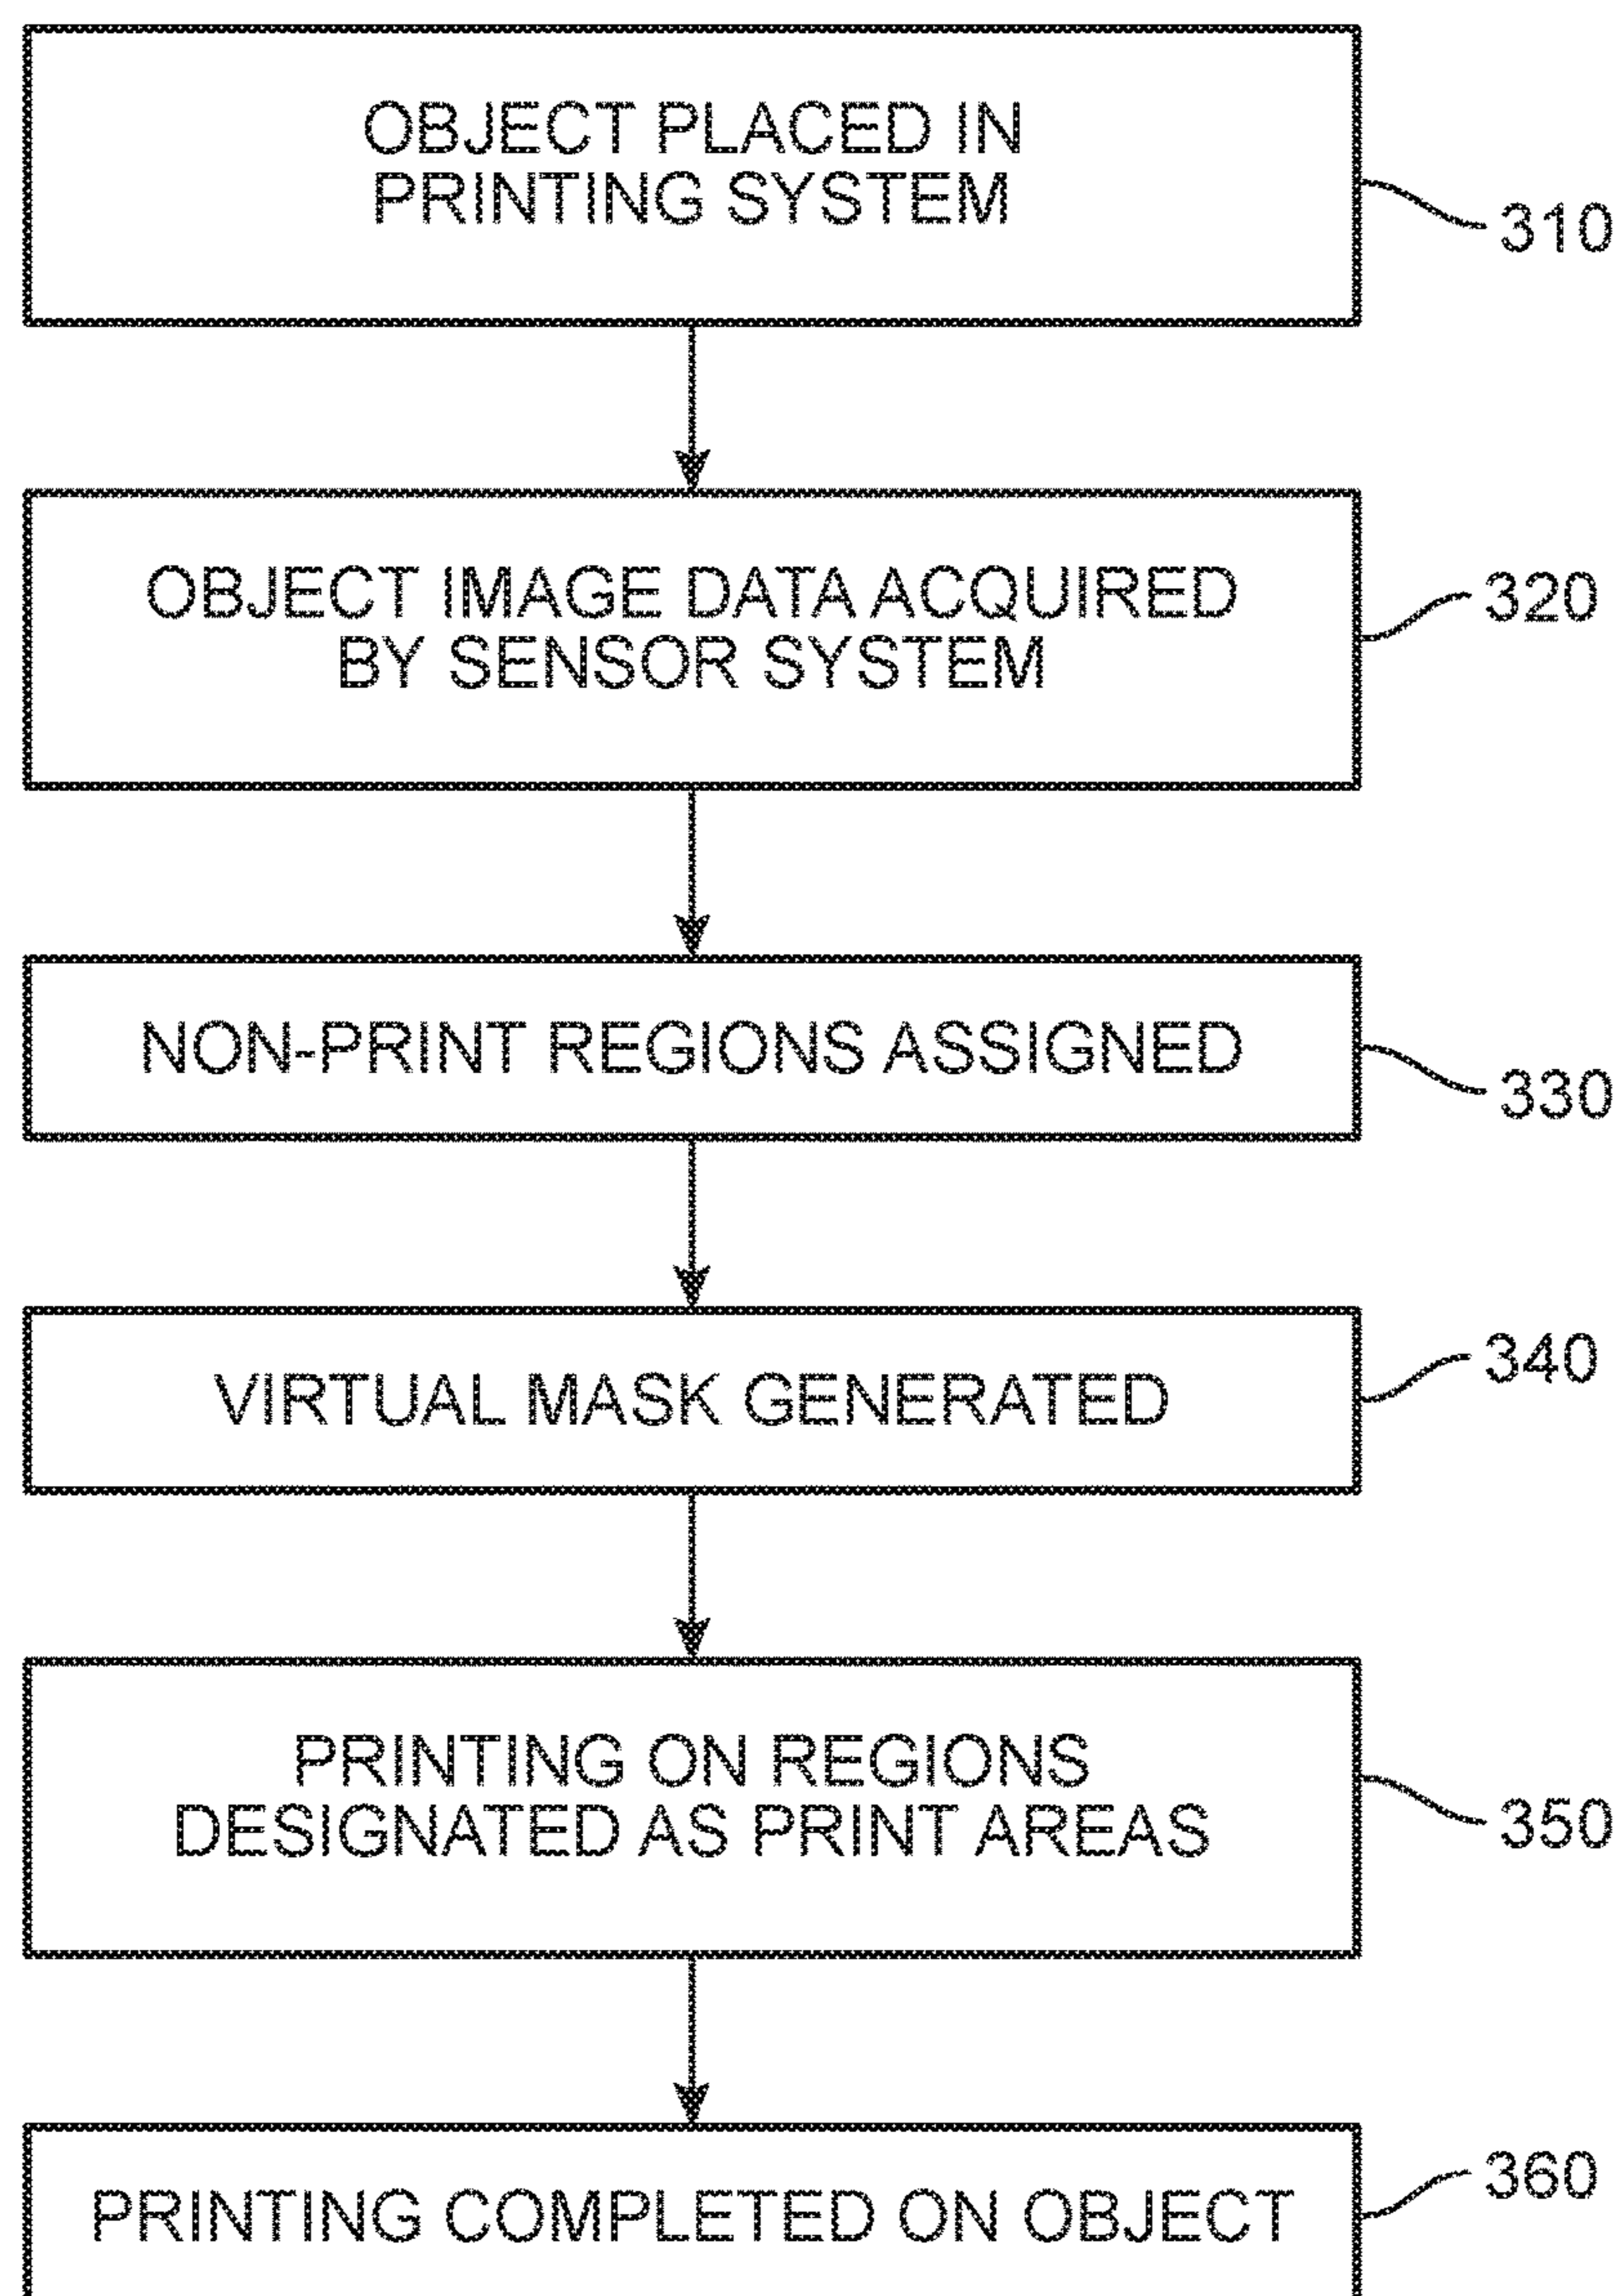 OBJECT PLACED IN
PRINTING SYSTEM
310
OBJECT IMAGE DATA ACQUIRED
BY SENSOR SYSTEM
320
NON-PRINT REGIONS ASSIGNED
330
VIRTUAL MASK GENERATED
340
PRINTING ON REGIONS
DESIGNATED AS PRINT AREAS
350
PRINTING COMPLETED ON OBJECT
360